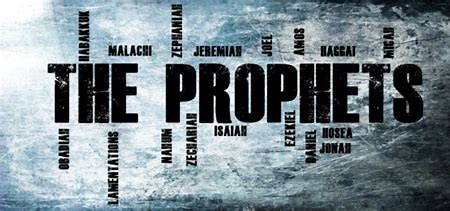 HABAKKUK
MALACHI
ZEPHANIAH
JEREMIAH
JOEL
AMOS
HAGGAI
MICAH
THE PROPHETS
OBADIAH
LAMENTATIONS
NAHUM
ZECHARIAH
ISAIAH
EZEKIEL
DANIEL
HOSEA
JONAH